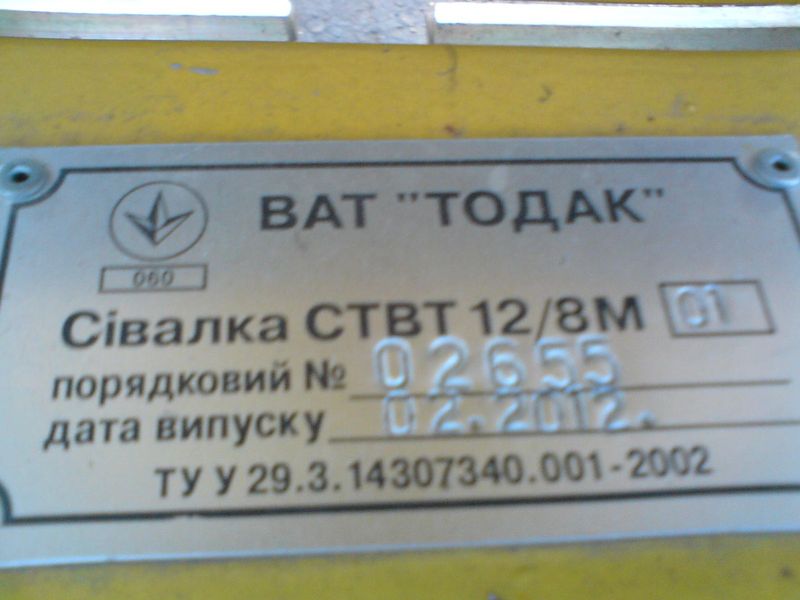 ВАТ "ТОДАК"
060
Сівалка СТВТ 12/8М 01
порядковий № 02655
дата випуску 02.2012.
ТУ У 29.3.14307340.001-2002